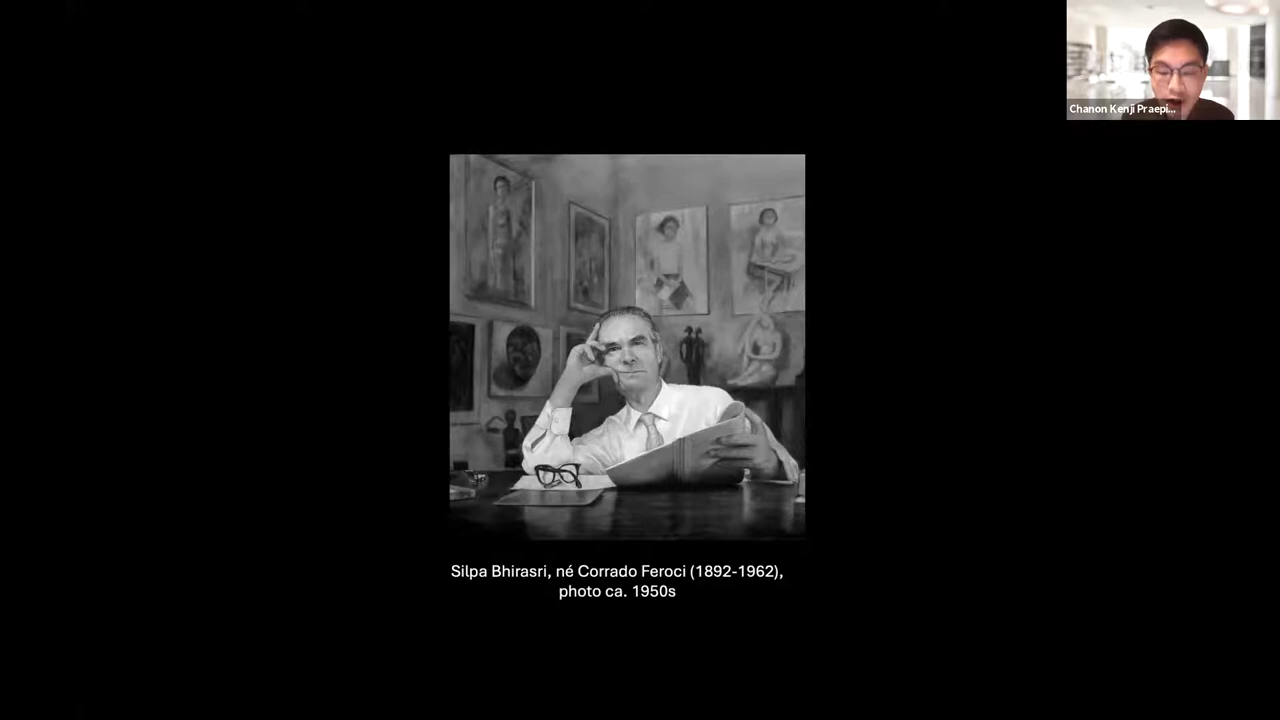 Chanon Kenji Praepi...
Silpa Bhirasri, né Corrado Feroci (1892-1962),
photo ca. 1950s